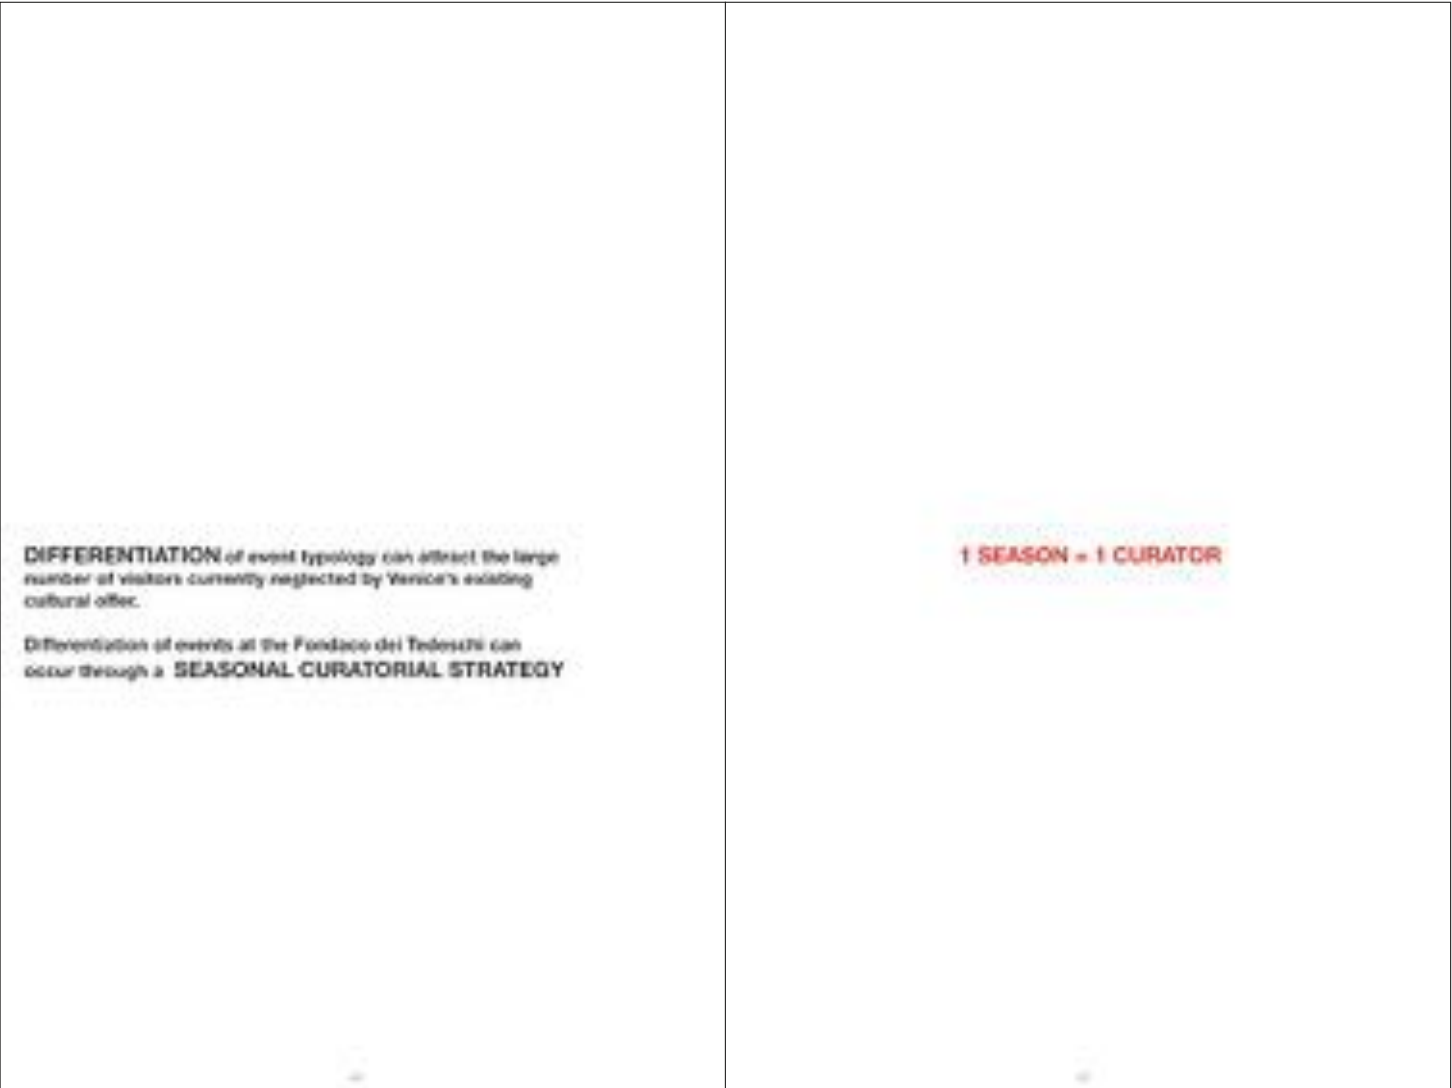 DIFFERENTIATION of event typology can attract the large
number of visitors currently neglected by Venice's existing
cultural offer.
Differentiation of events at the Fondaco dei Tedeschi can
occur through a SEASONAL CURATORIAL STRATEGY
1 SEASON = 1 CURATOR